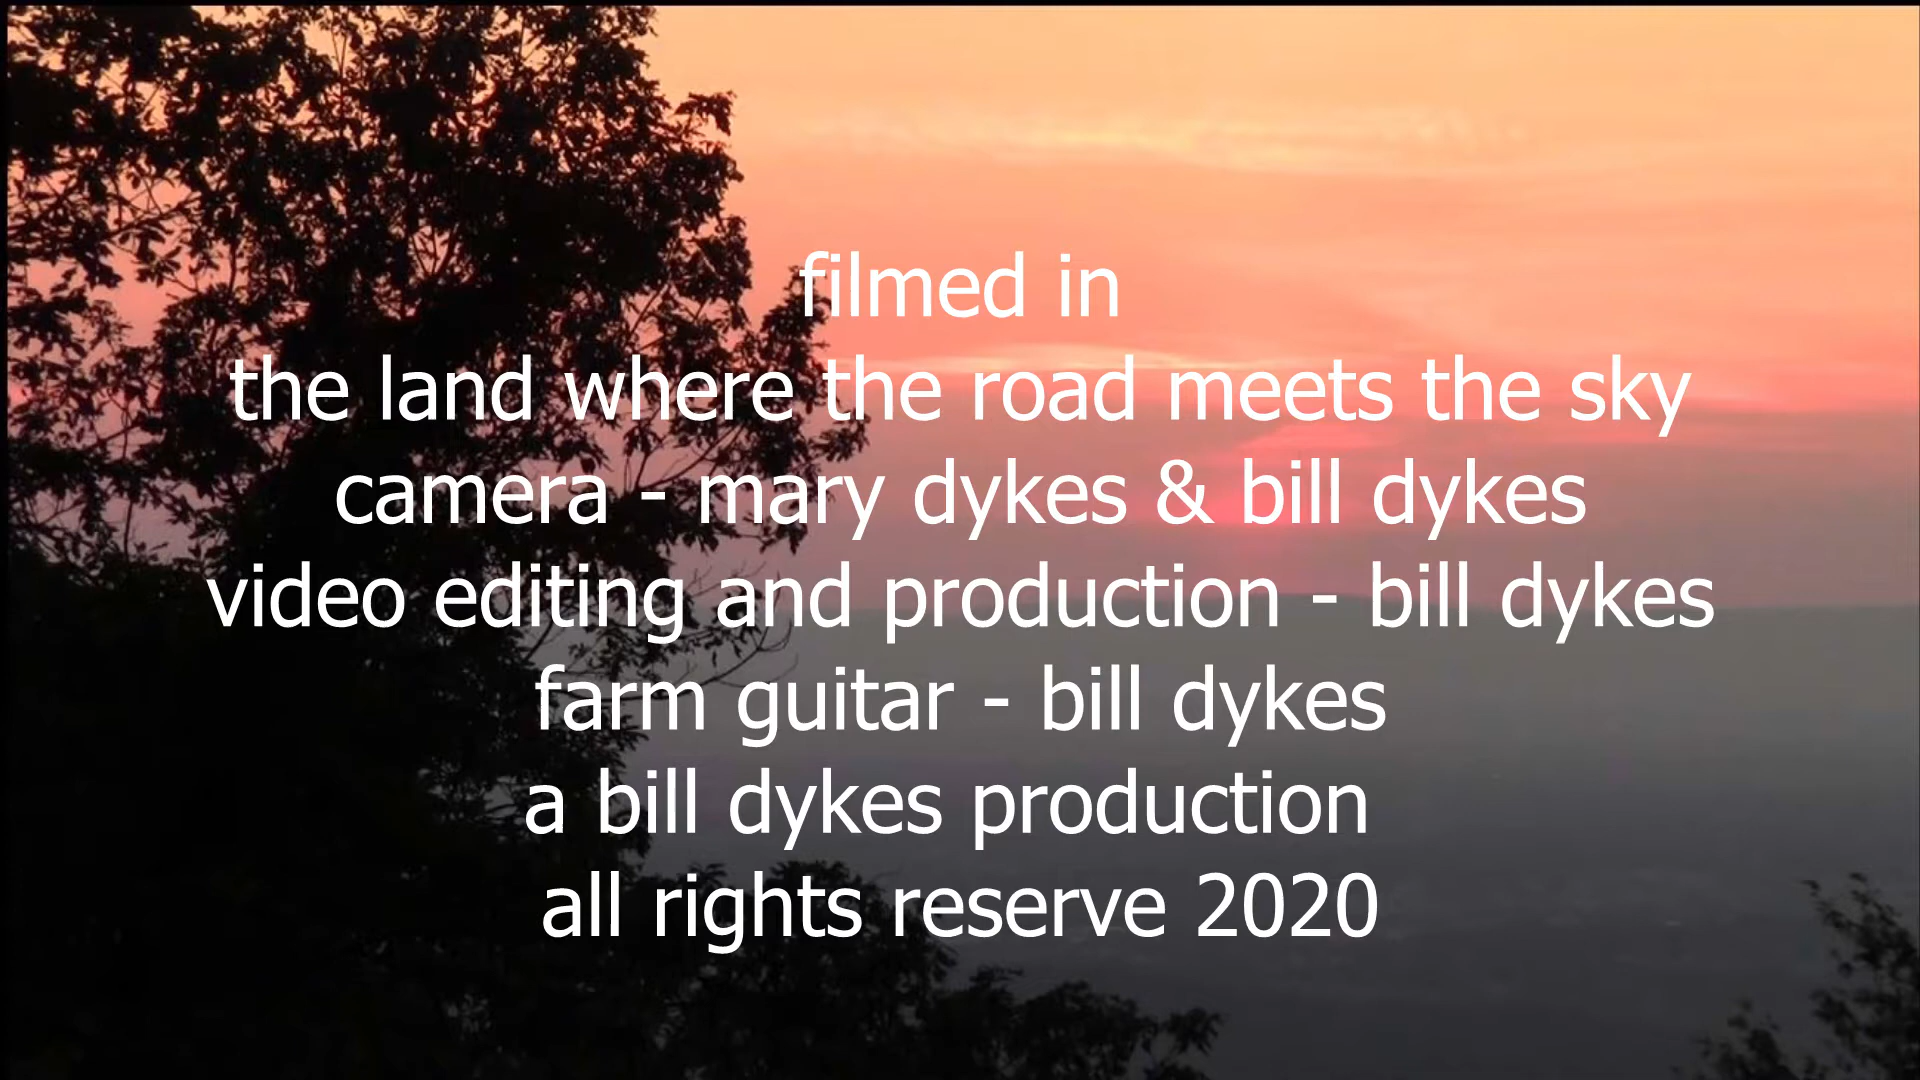 filmed in
the land where the road meets the sky
camera - mary dykes & bill dykes
video editing and production - bill dykes
farm guitar - bill dykes
a bill dykes production
all rights reserve 2020